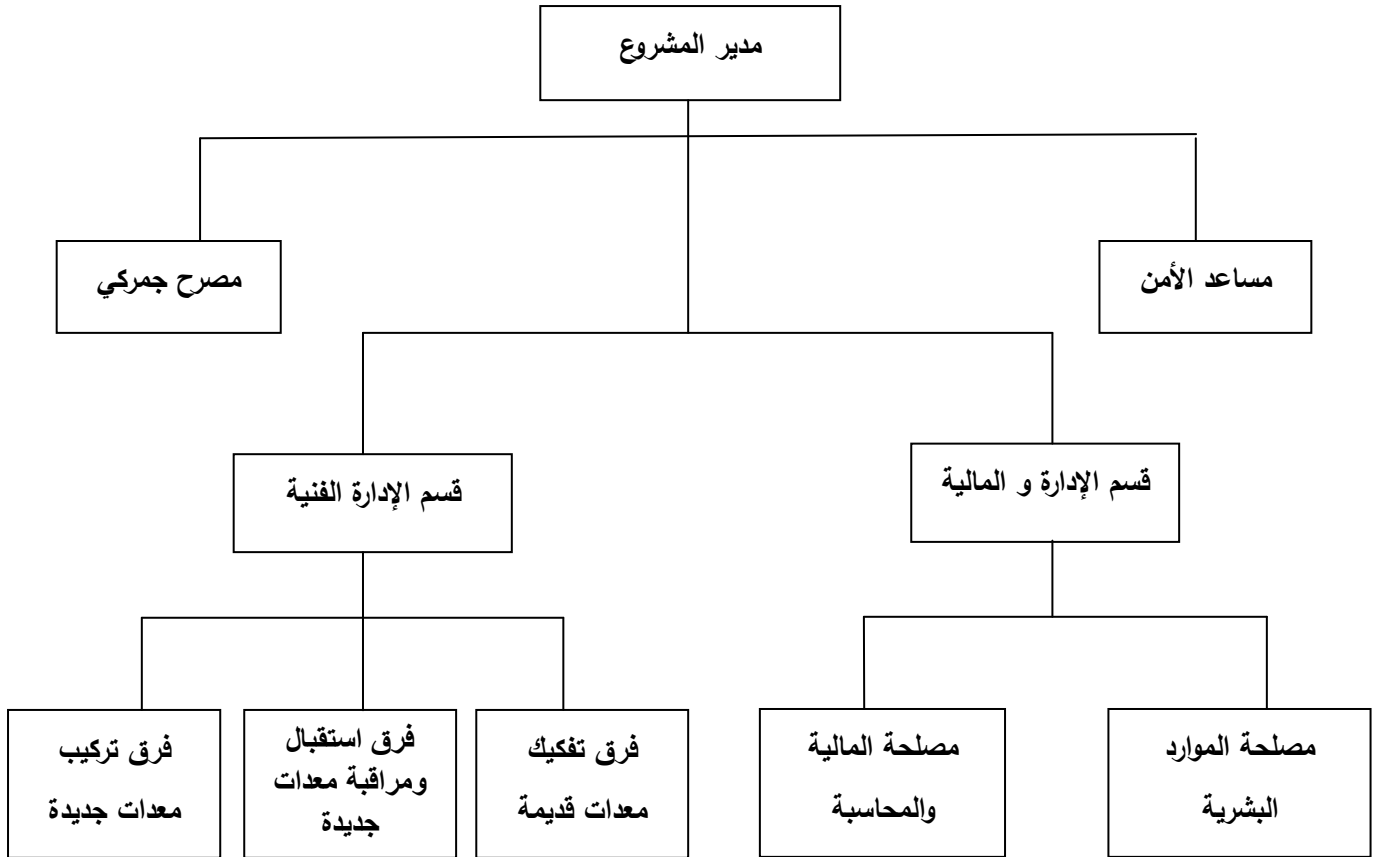 مدير المشروع
مساعد الأمن
مصرح جمركي
قسم الإدارة و المالية
قسم الإدارة الفنية
مصلحة الموارد
البشرية
مصلحة المالية
والمحاسبة
فرق تفكيك
معدات قديمة
فرق استقبال
ومراقبة معدات
جديدة
فرق تركيب
معدات جديدة